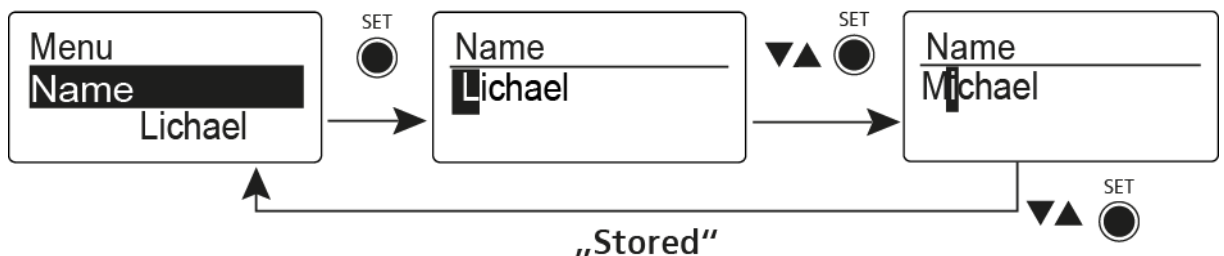 Menu
Name
Lichael
SET
Name
Lichael
▼▲ SET
Name
Michael
▼▲ SET
„Stored“